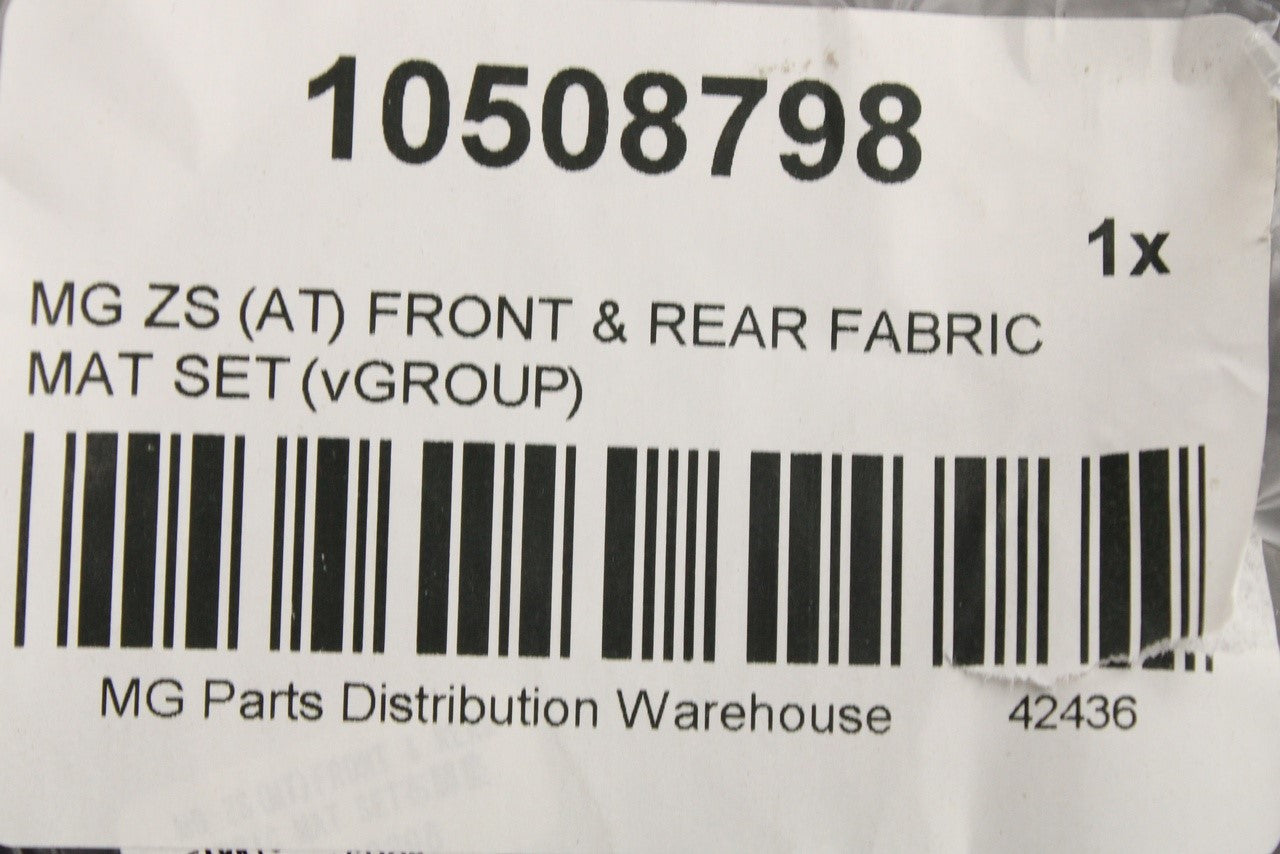 10508798
1x
MG ZS (AT) FRONT & REAR FABRIC
MAT SET (vGROUP)
MG Parts Distribution Warehouse 42436